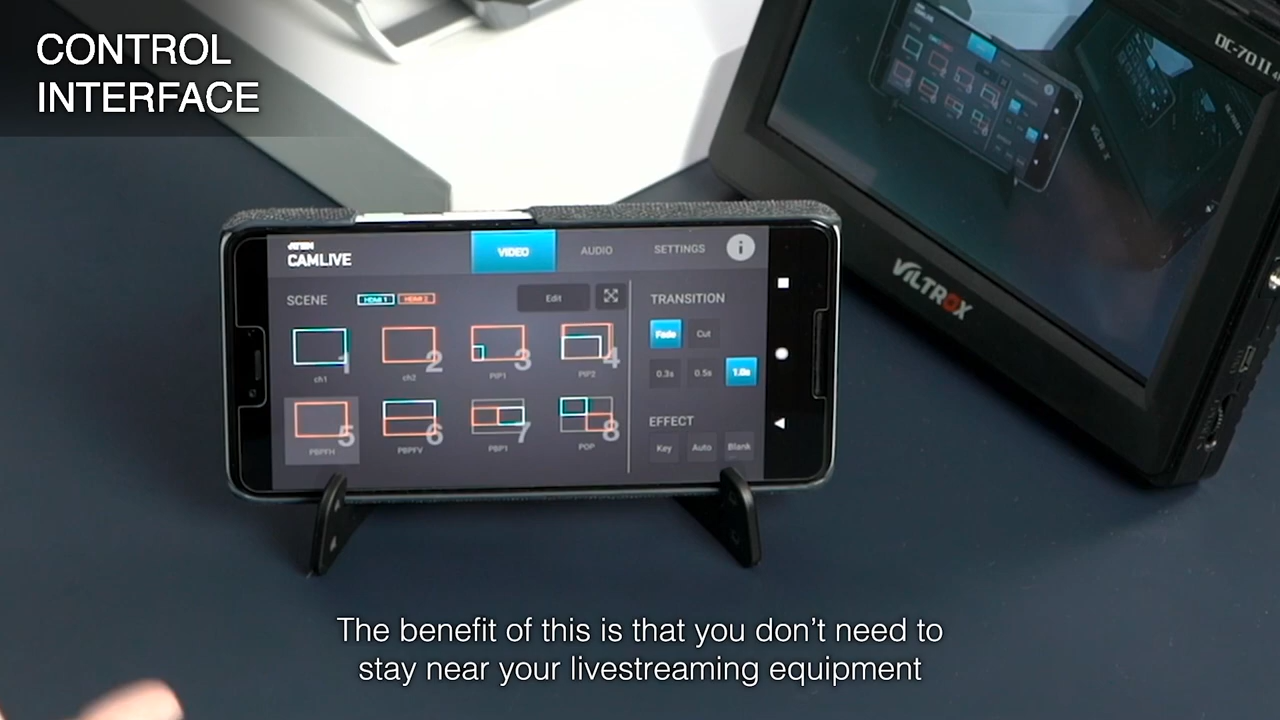 CONTROL
INTERFACE
DC-70 II
VILTROX
ATEN
CAMLIVE
VIDEO
AUDIO
SETTINGS
i
SCENE
HDMI 1
HDMI 2
Edit
TRANSITION
1
2
3
4
ch1
ch2
PIP1
PIP2
Fade
Cut
0.3s
0.5s
1.0s
5
6
7
8
PBPFH
PBPFV
PBP1
POP
EFFECT
Key
Auto
Blank
The benefit of this is that you don't need to
stay near your livestreaming equipment